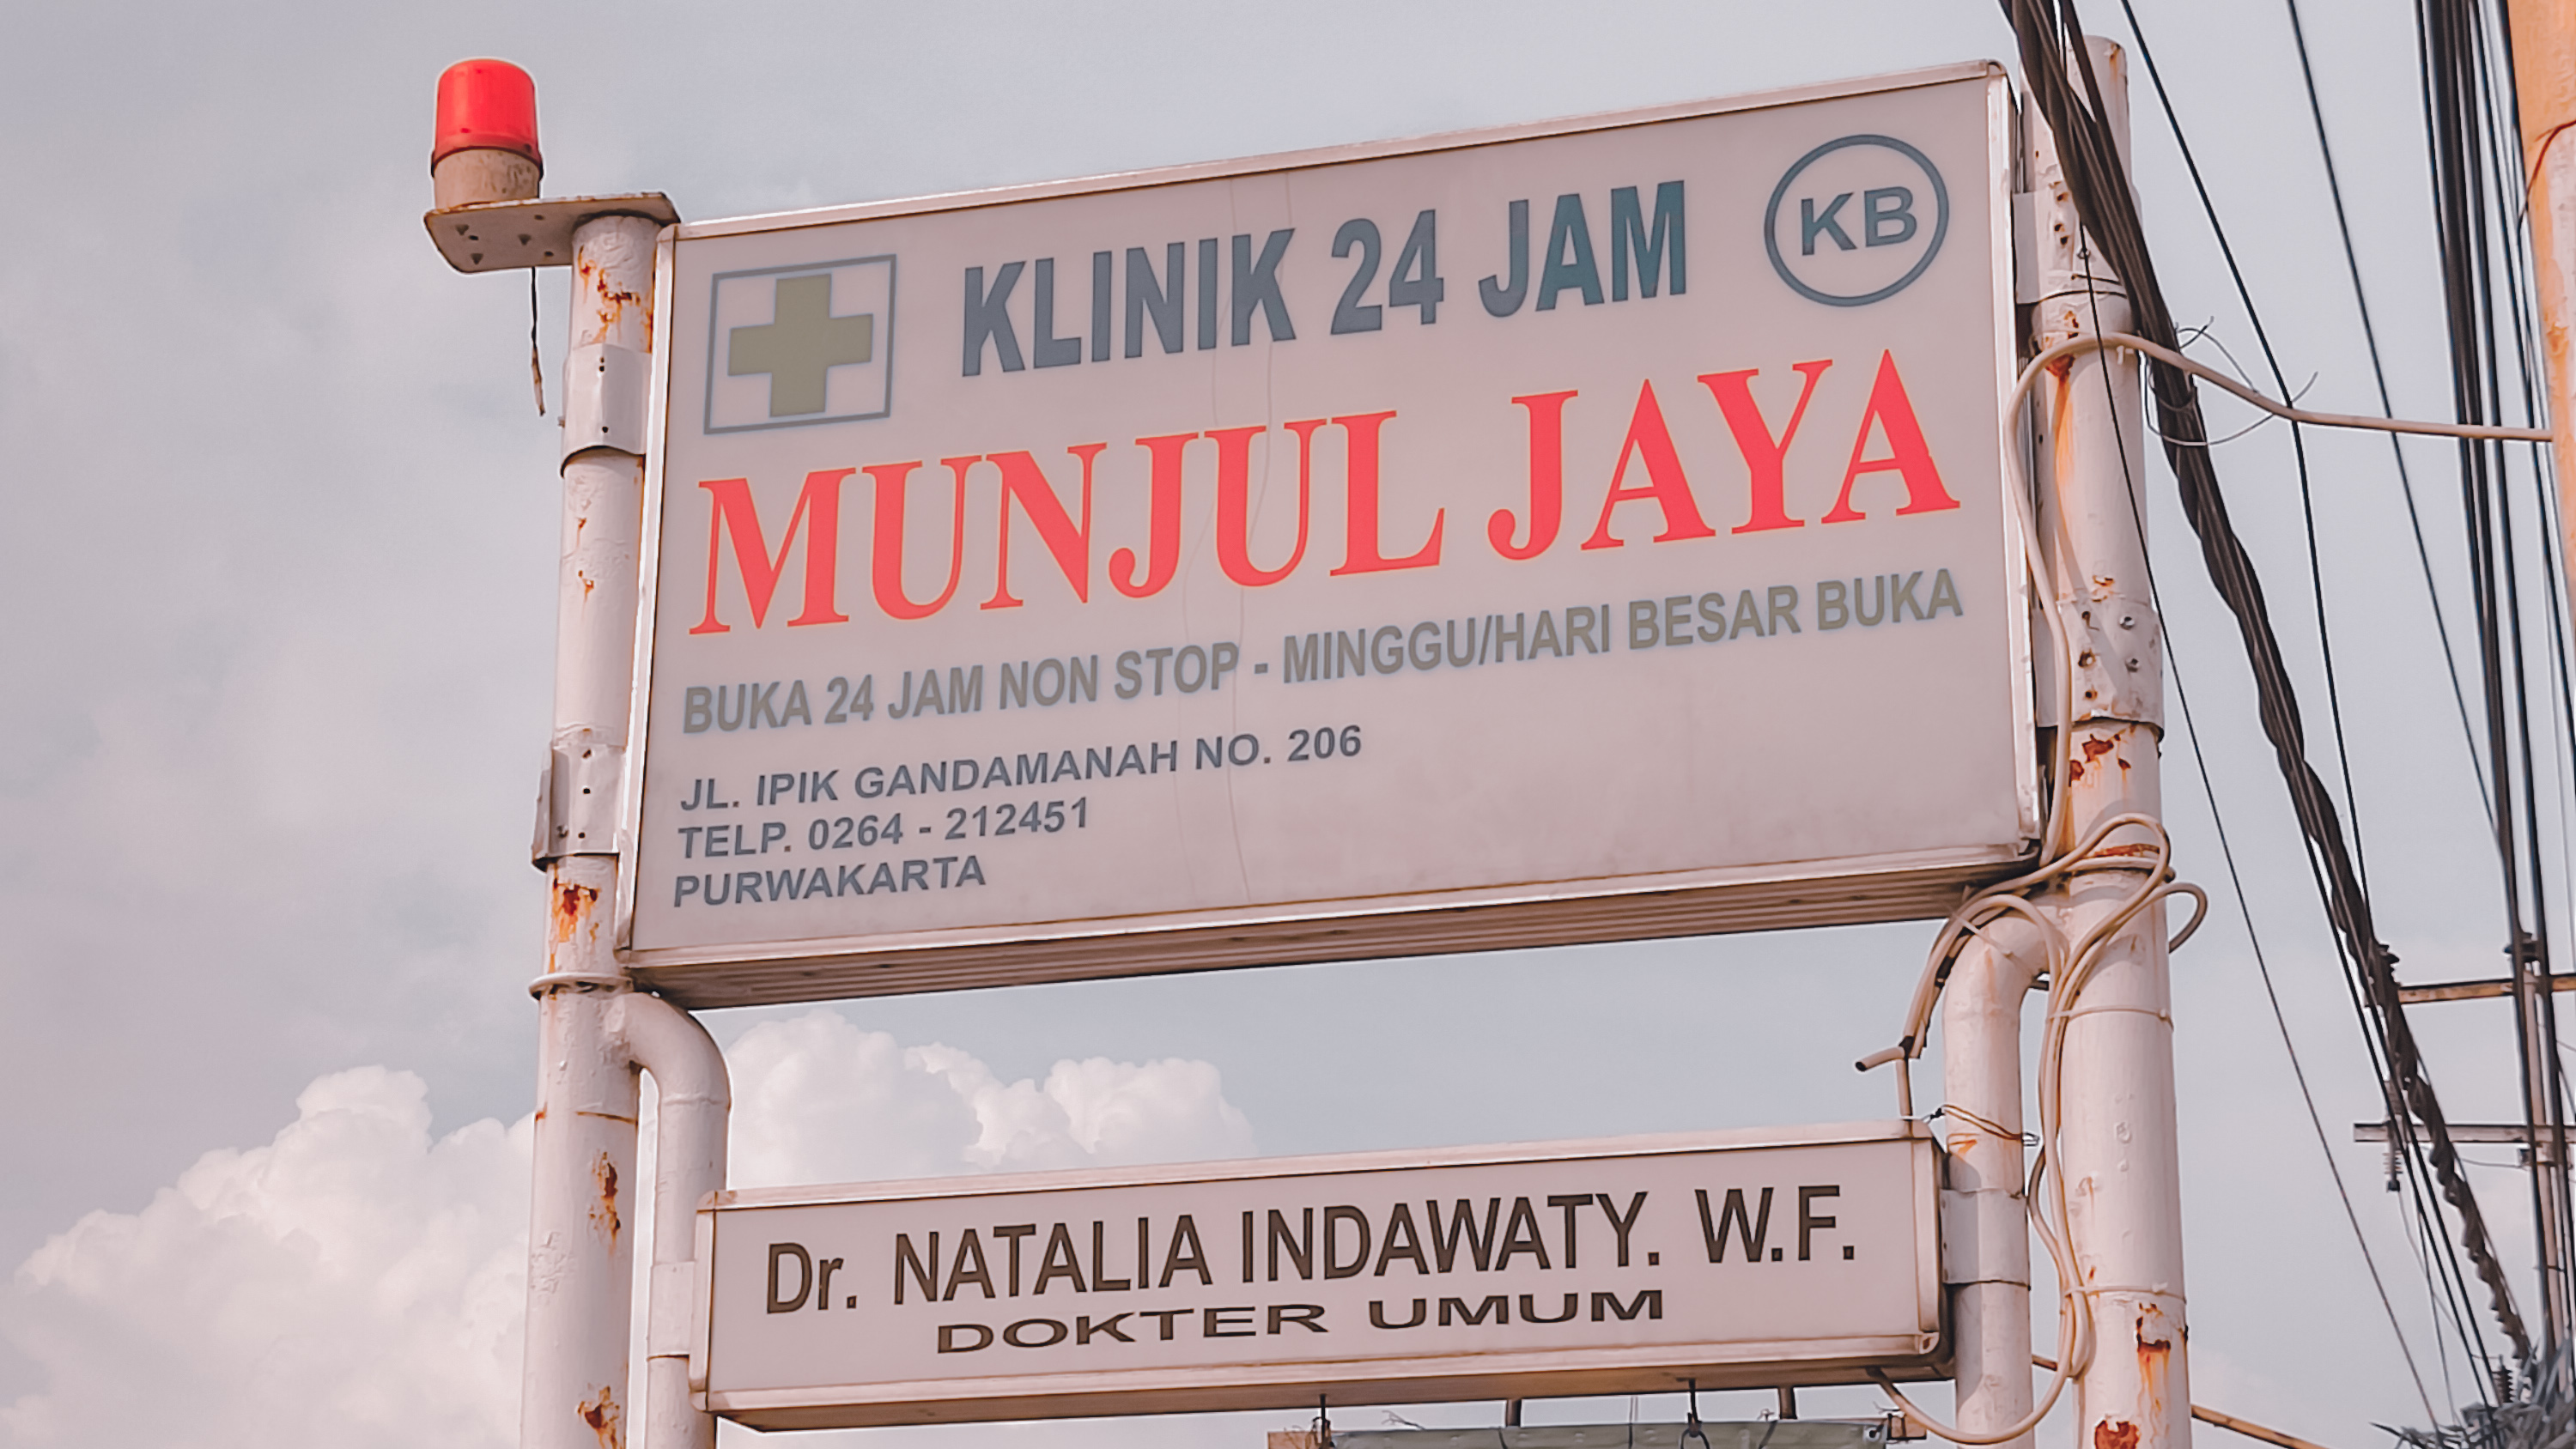 KLINIK 24 JAM
KB
MUNJUL JAYA
BUKA 24 JAM NON STOP - MINGGU/HARI BESAR BUKA
JL. IPIK GANDAMANAH NO. 206
TELP. 0264 - 212451
PURWAKARTA
Dr. NATALIA INDAWATY. W.F.
DOKTER UMUM